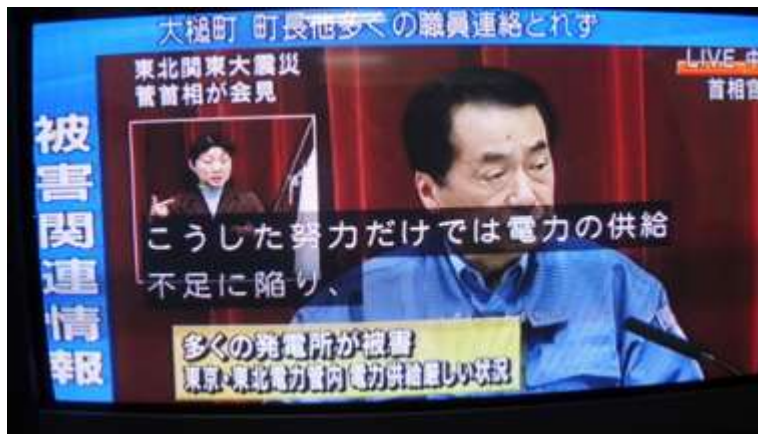 大槌町 町長他多くの職員連絡とれず
東北関東大震災
菅首相が会見
LIVE 中
首相官
被害関連情報
こうした努力だけでは電力の供給
不足に陥り、
多くの発電所が被害
東京・東北電力管内 電力供給厳しい状況